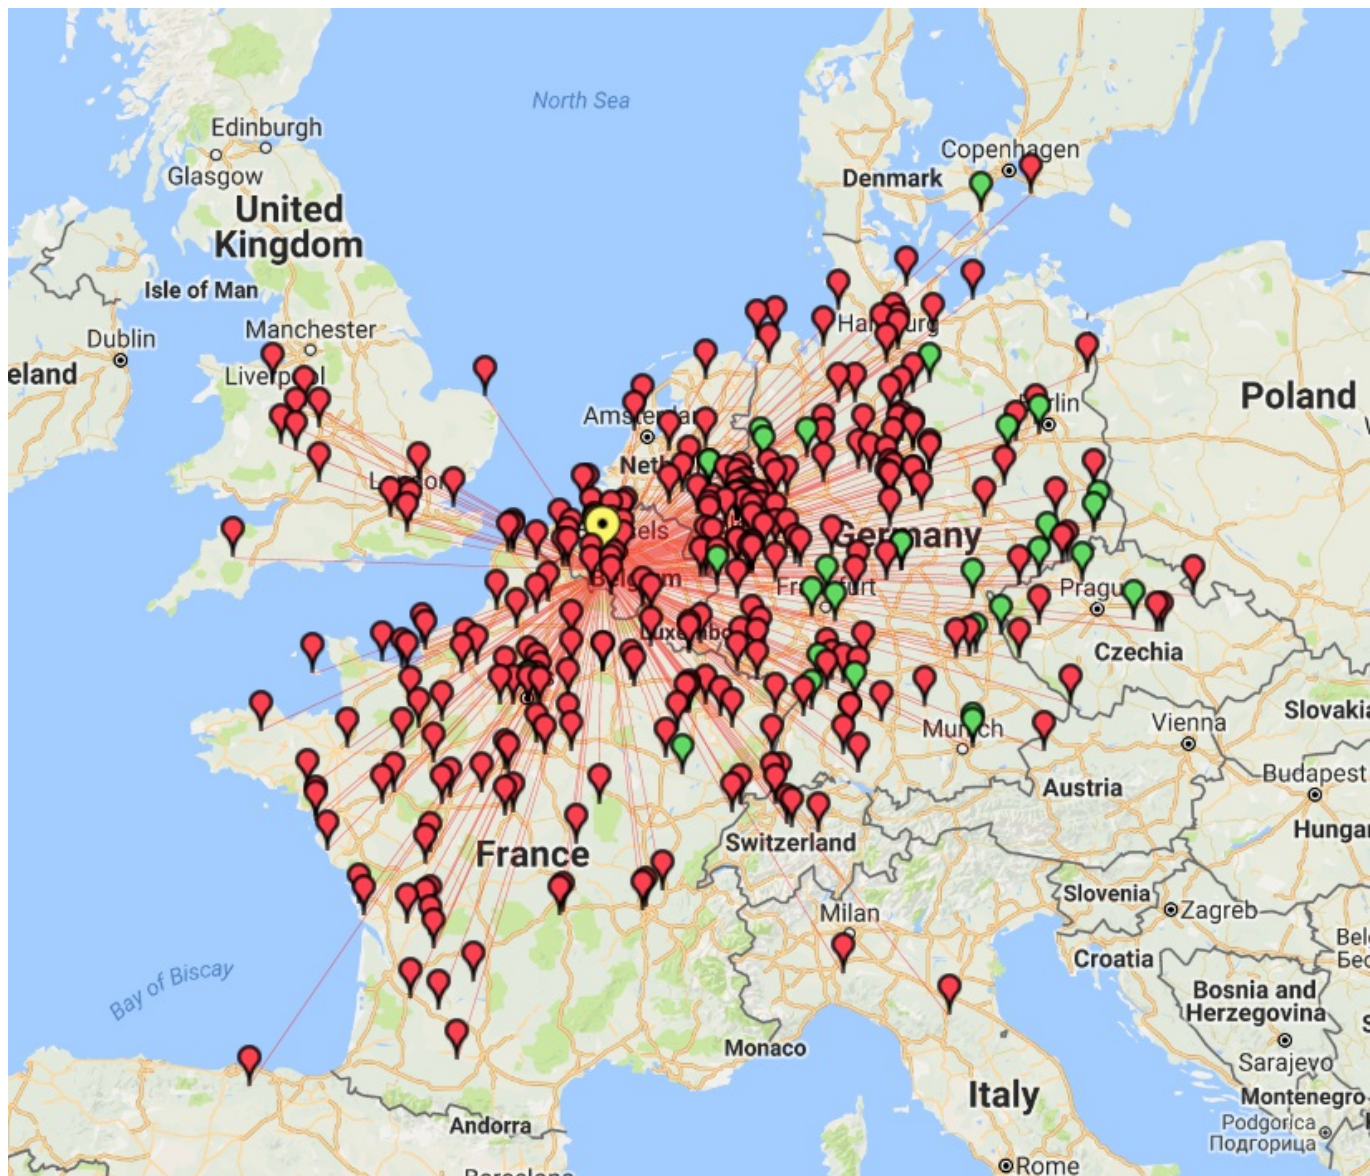 North Sea
Edinburgh
Glasgow
Copenhagen
Denmark
United
Kingdom
Isle of Man
Dublin
Manchester
eland
Poland
Amsterdam
Germany
Belgium
Prague
Czechia
Slovakia
Munich
Vienna
Budapest
Austria
Hungar
France
Switzerland
Slovenia
Zagreb
Milan
Croatia
Bay of Biscay
Bosnia and
Herzegovina
Monaco
Sarajevo
Italy
Montenegro
Andorra
Podgorica
Подгорица
Rome